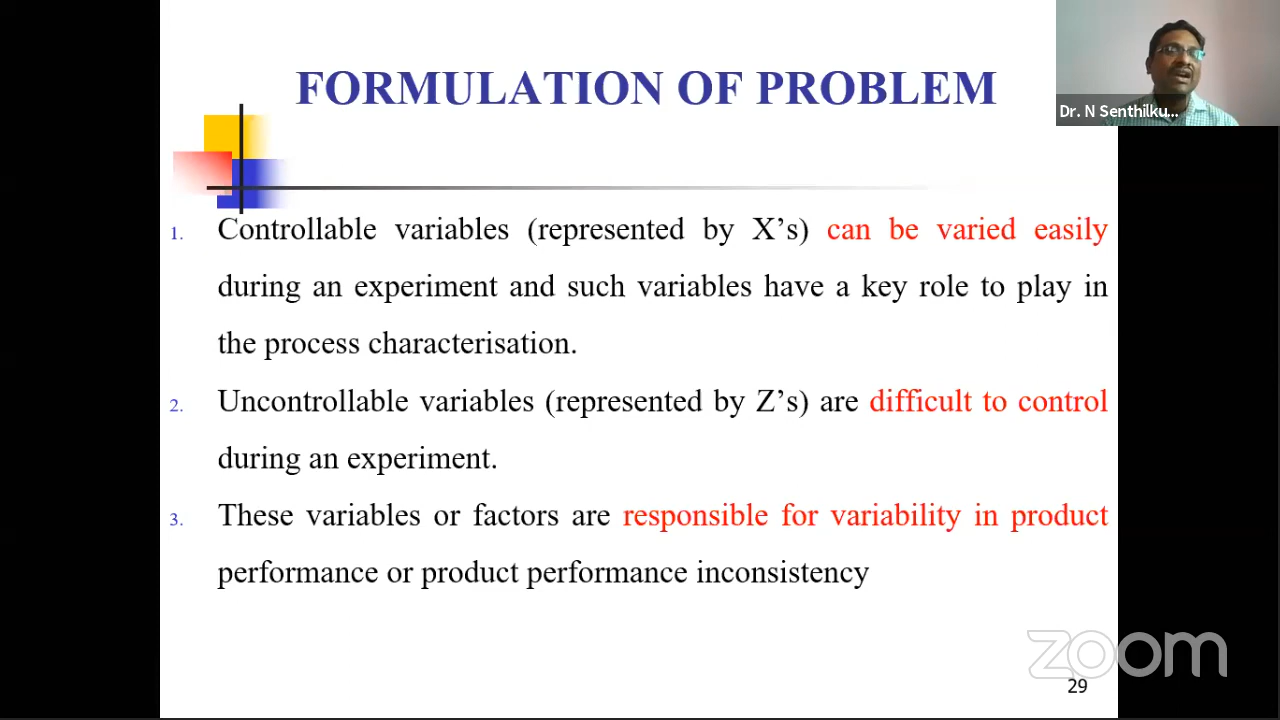 FORMULATION OF PROBLEM
Dr. N Senthilku...
1. Controllable variables (represented by X’s) can be varied easily
during an experiment and such variables have a key role to play in
the process characterisation.
2. Uncontrollable variables (represented by Z’s) are difficult to control
during an experiment.
3. These variables or factors are responsible for variability in product
performance or product performance inconsistency
zoom
29